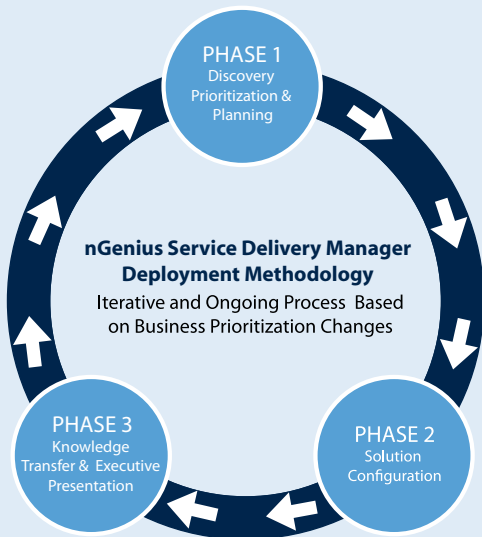 PHASE 1
Discovery
Prioritization &
Planning
nGenius Service Delivery Manager
Deployment Methodology
Iterative and Ongoing Process Based
on Business Prioritization Changes
PHASE 3
Knowledge
Transfer & Executive
Presentation
PHASE 2
Solution
Configuration